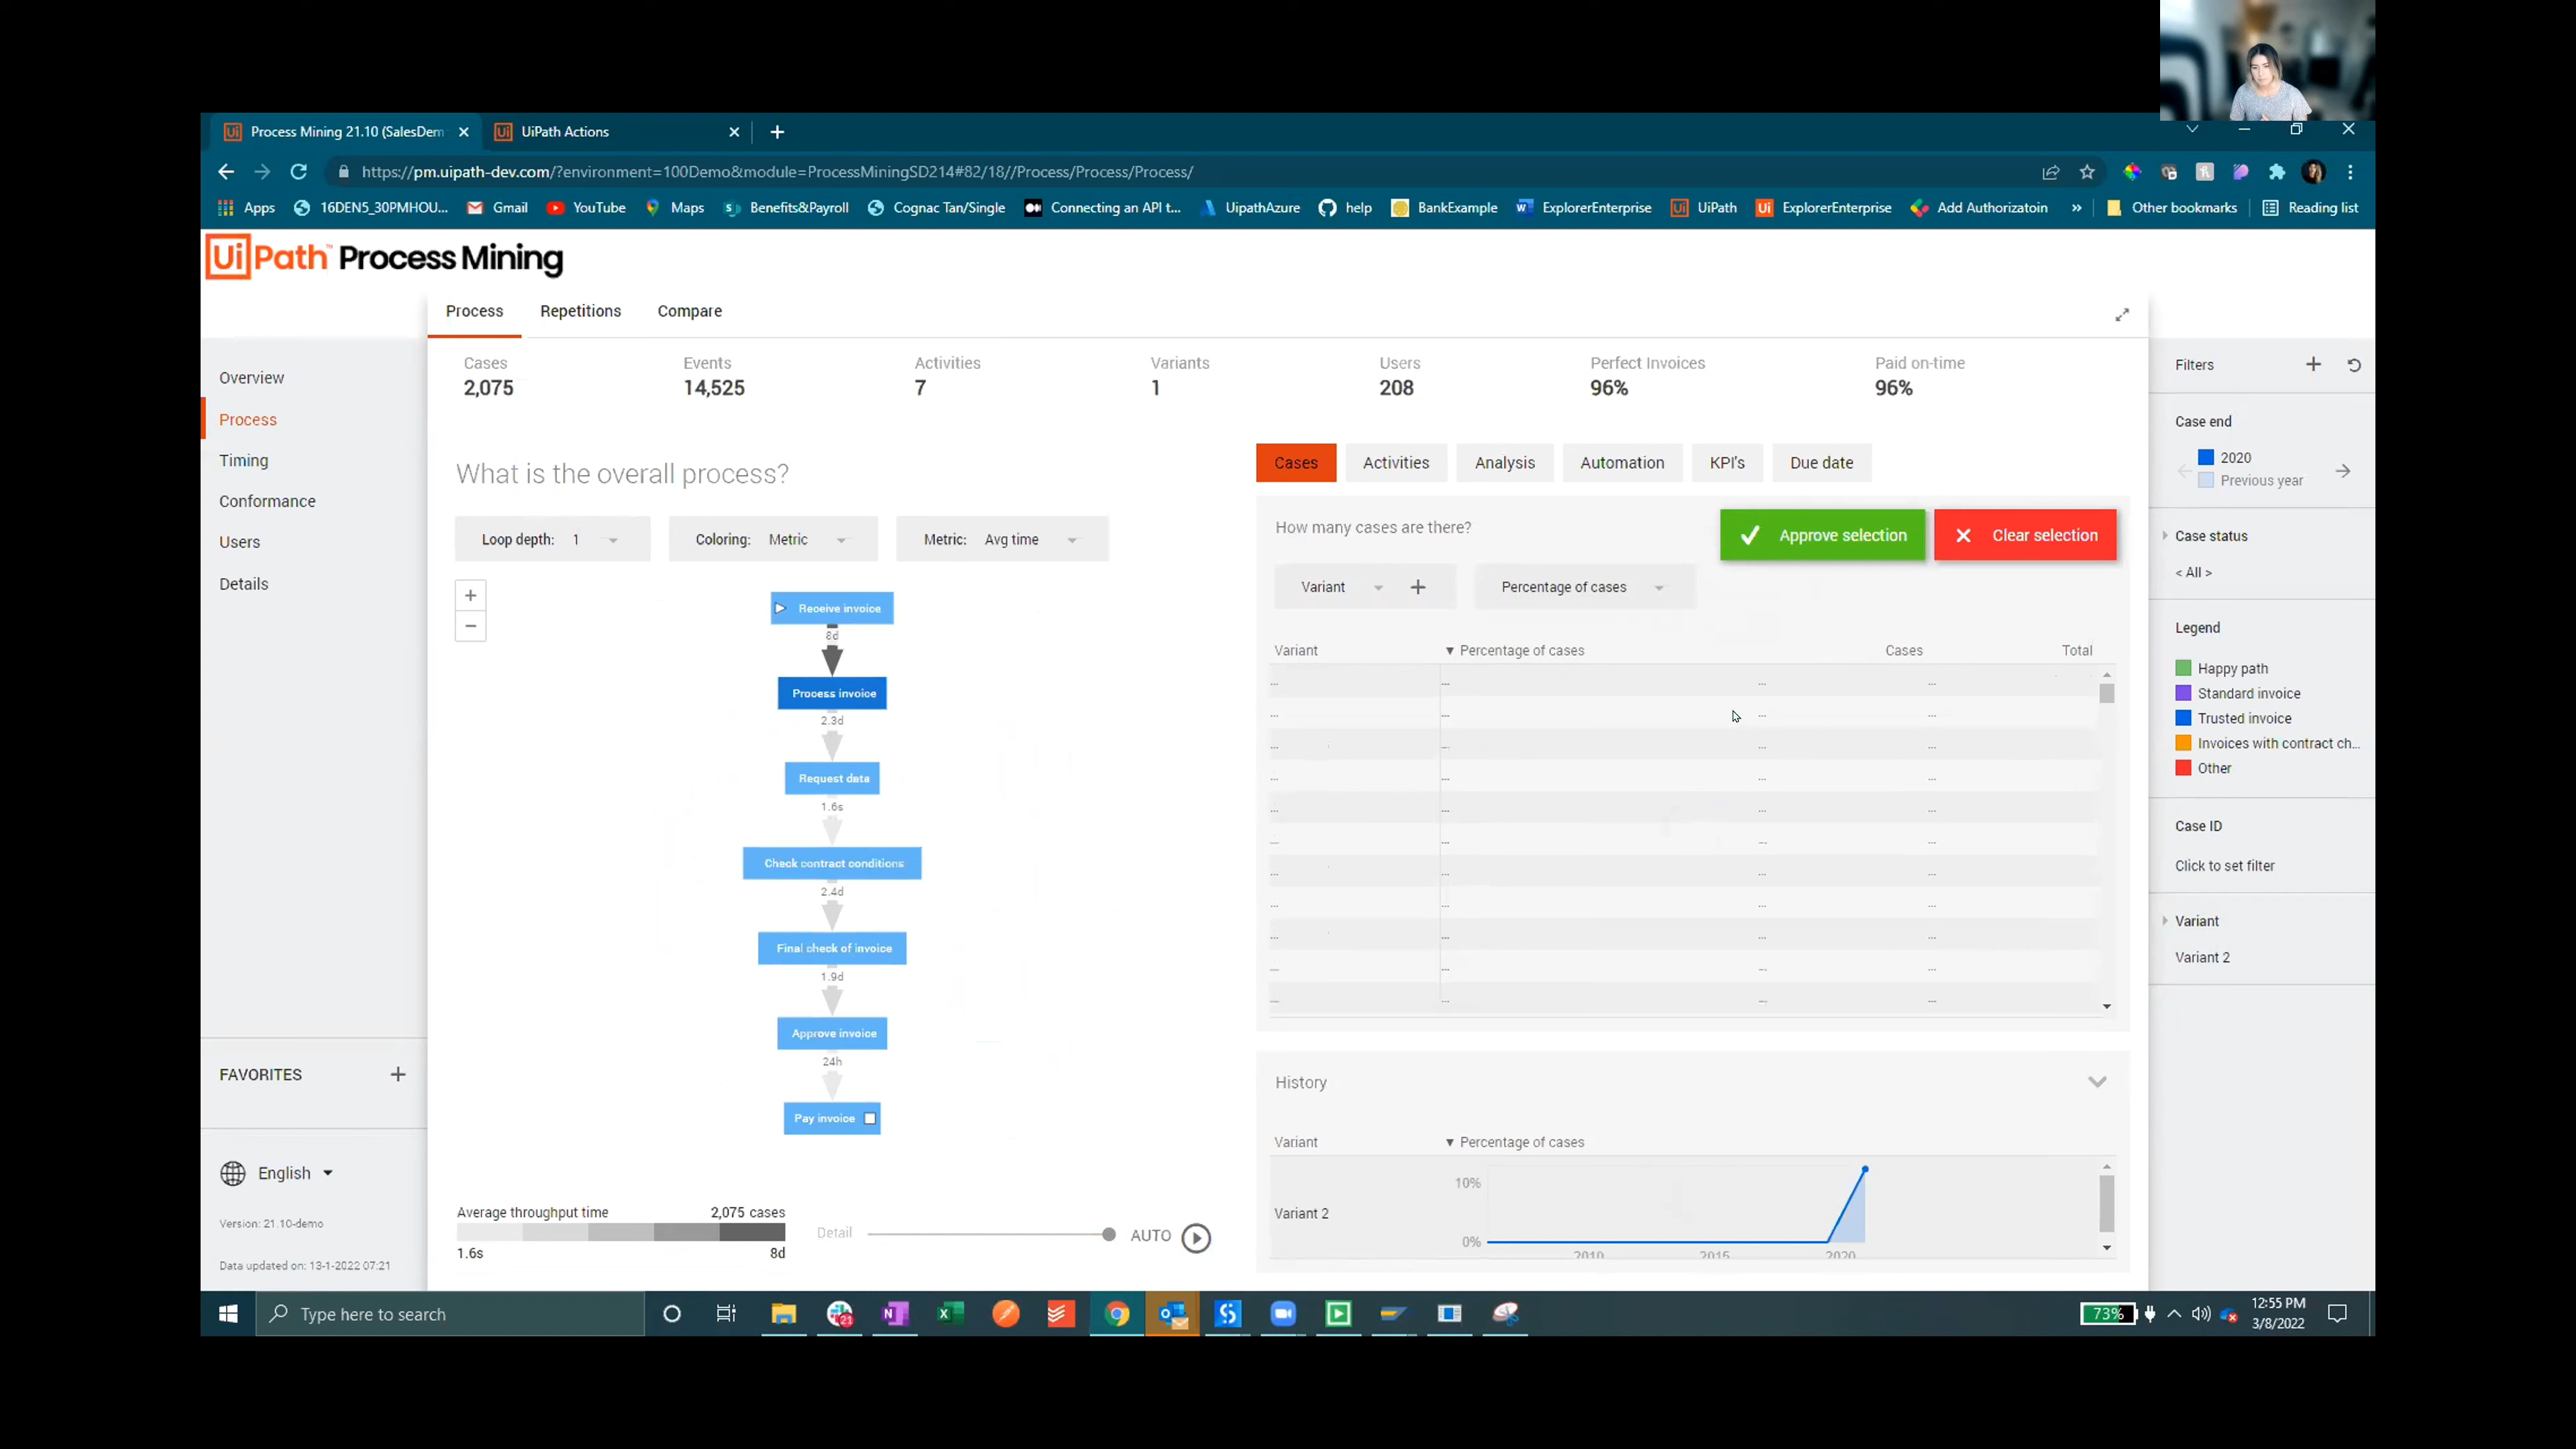 Process Mining 21.10 (SalesDem
UiPath Actions
https://pm.uipath-dev.com/?environment=100Demo&module=ProcessMiningSD214#82/18//Process/Process/Process/
Apps
16DEN5_30PMHOU...
Gmail
YouTube
Maps
Benefits&Payroll
Cognac Tan/Single
Connecting an API t...
UipathAzure
help
BankExample
ExplorerEnterprise
UiPath
ExplorerEnterprise
Add Authorizatoin
»
Other bookmarks
Reading list
UiPath™ Process Mining
Process Repetitions Compare
Overview
Process
Timing
Conformance
Users
Details
FAVORITES
English
Version: 21.10-demo
Data updated on: 13-1-2022 07:21
Cases Events Activities Variants Users Perfect Invoices Paid on-time
2,075 14,525 7 1 208 96% 96%
What is the overall process?
Loop depth: 1
Coloring: Metric
Metric: Avg time
Receive invoice
8d
Process invoice
2.3d
Request data
1.6s
Check contract conditions
2.4d
Final check of invoice
1.9d
Approve invoice
24h
Pay invoice
Average throughput time 2,075 cases
1.6s 8d
Detail AUTO
Cases Activities Analysis Automation KPI's Due date
How many cases are there?
Approve selection
Clear selection
Variant
Percentage of cases
Variant Percentage of cases Cases Total
History
Variant Percentage of cases
10%
Variant 2
0%
2010 2015 2020
Filters
Case end
2020
Previous year
Case status
< All >
Legend
Happy path
Standard invoice
Trusted invoice
Invoices with contract ch...
Other
Case ID
Click to set filter
Variant
Variant 2
Type here to search
21
73%
12:55 PM
3/8/2022